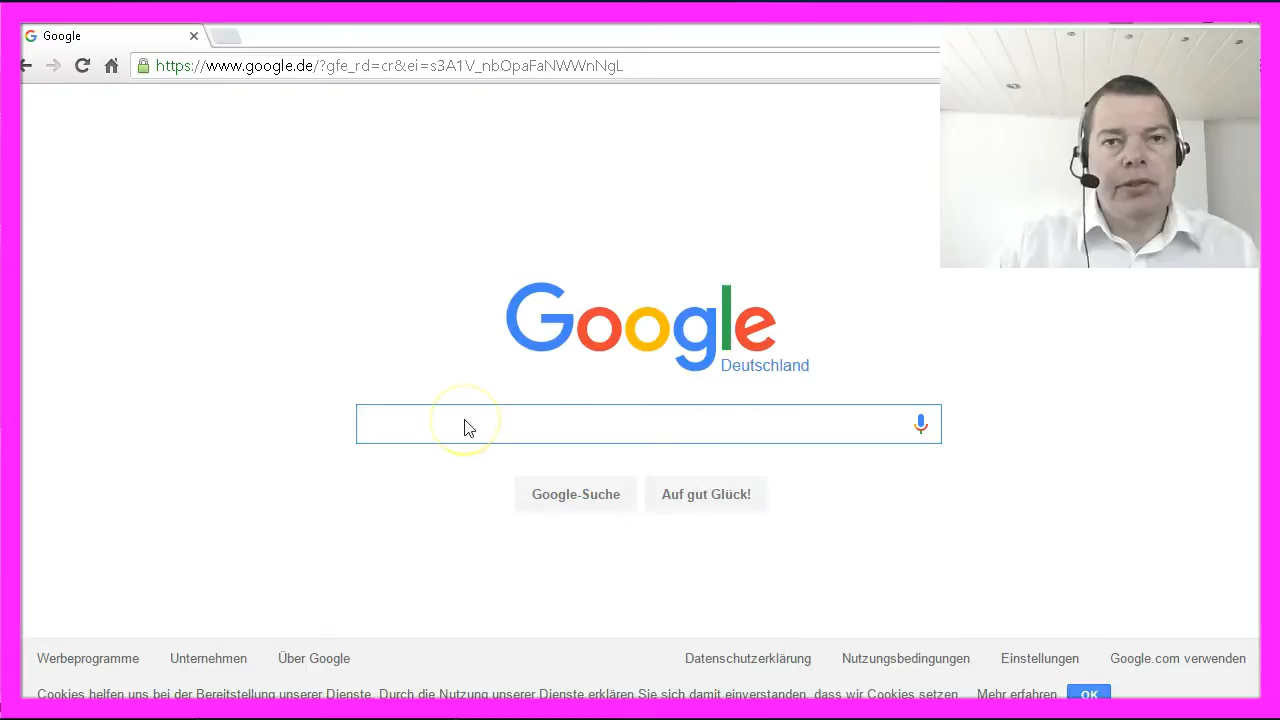 Google
https://www.google.de/?gfe_rd=cr&ei=s3A1V_nbOpaFaNWWnNgL
Google
Deutschland
Google-Suche
Auf gut Glück!
Werbeprogramme
Unternehmen
Über Google
Datenschutzerklärung
Nutzungsbedingungen
Einstellungen
Google.com verwenden
Cookies helfen uns bei der Bereitstellung unserer Dienste. Durch die Nutzung unserer Dienste erklären Sie sich damit einverstanden, dass wir Cookies setzen.
Mehr erfahren
OK